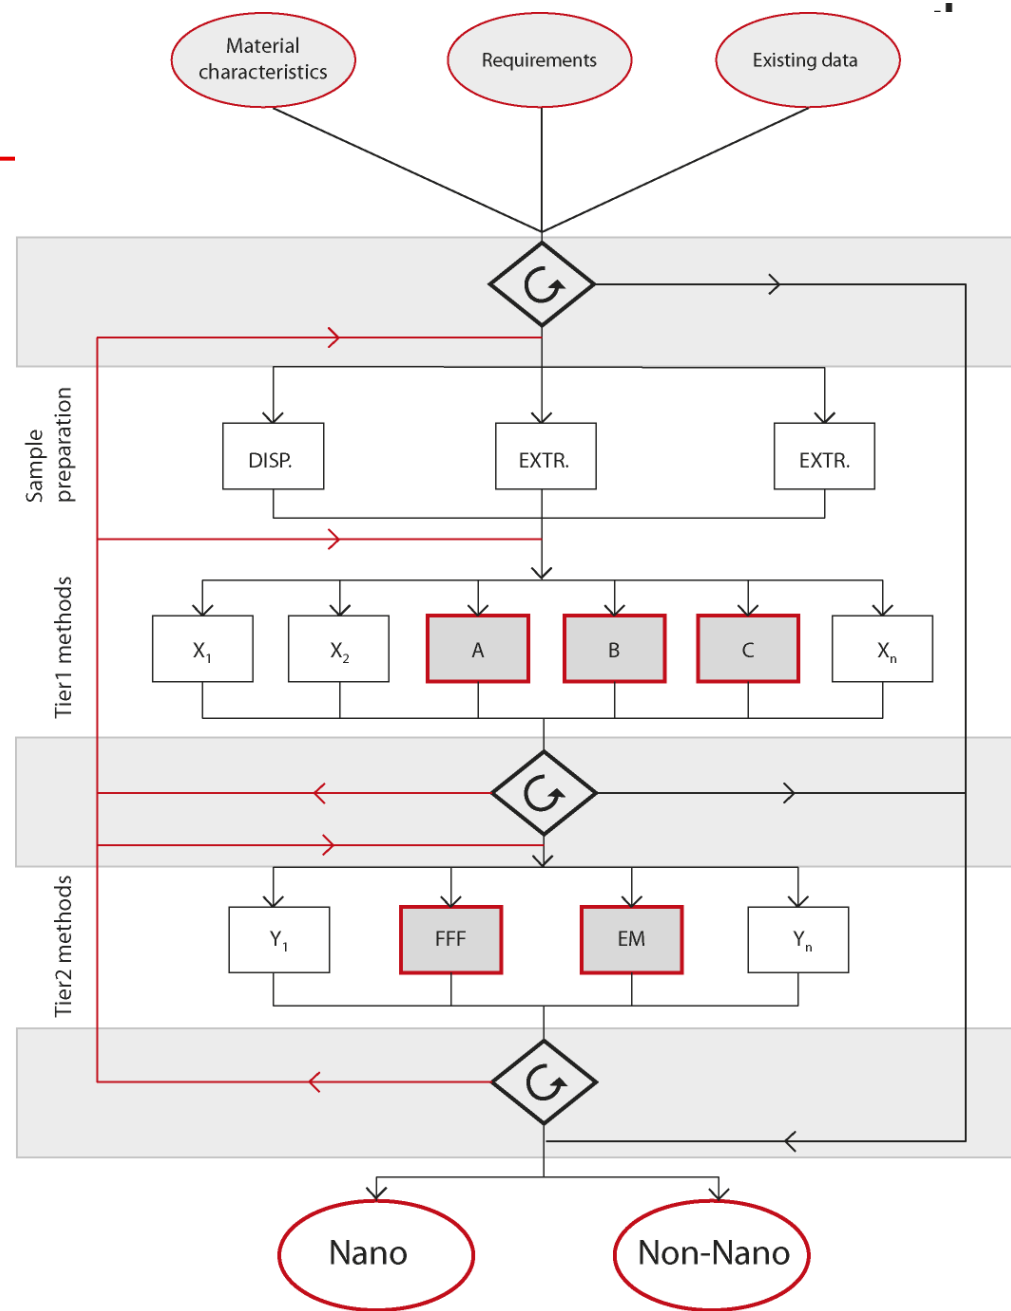 Material
characteristics
Requirements
Existing data
Sample
preparation
DISP.
EXTR.
EXTR.
Tier1 methods
X₁
X₂
A
B
C
Xₙ
Tier2 methods
Y₁
FFF
EM
Yₙ
Nano
Non-Nano